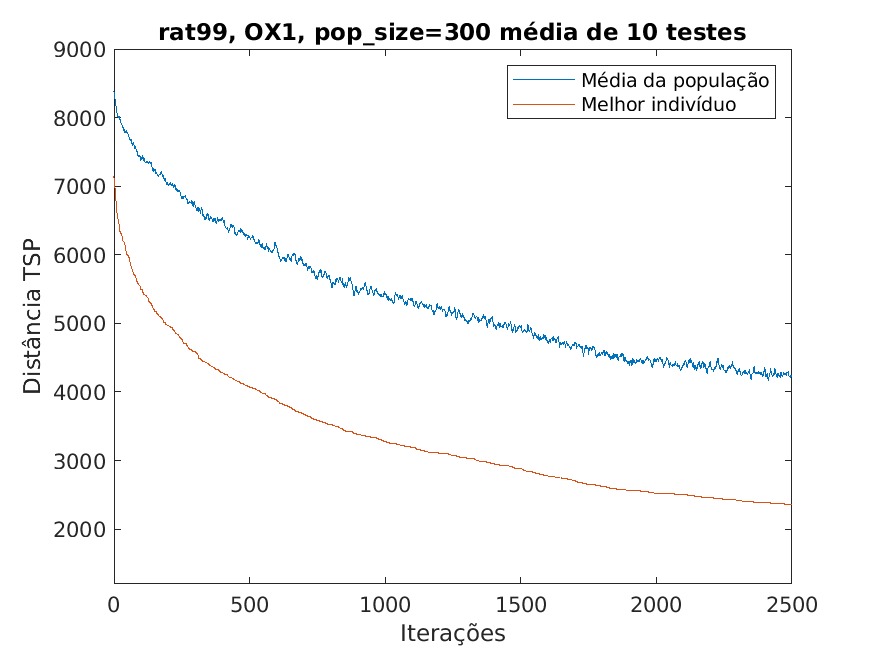 rat99, OX1, pop_size=300 média de 10 testes
9000
8000
7000
6000
5000
4000
3000
2000
Distância TSP
Média da população
Melhor indivíduo
0
500
1000
1500
2000
2500
Iterações